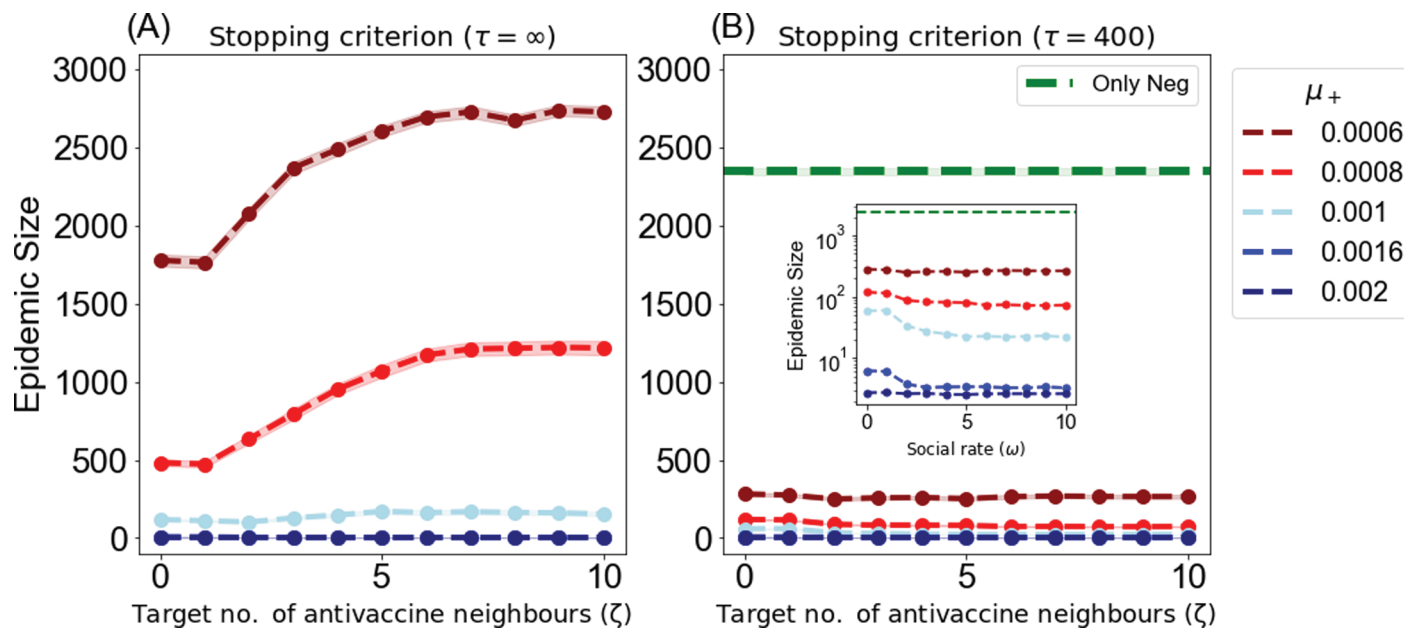 (A)
Stopping criterion (τ = ∞)
3000
2500
2000
1500
1000
500
0
Epidemic Size
0 5 10
Target no. of antivaccine neighbours (ζ)
(B)
Stopping criterion (τ = 400)
Only Neg
3000
2500
2000
1500
1000
500
0
10³
10²
10¹
Epidemic Size
0 5 10
Social rate (ω)
0 5 10
Target no. of antivaccine neighbours (ζ)
μ₊
0.0006
0.0008
0.001
0.0016
0.002